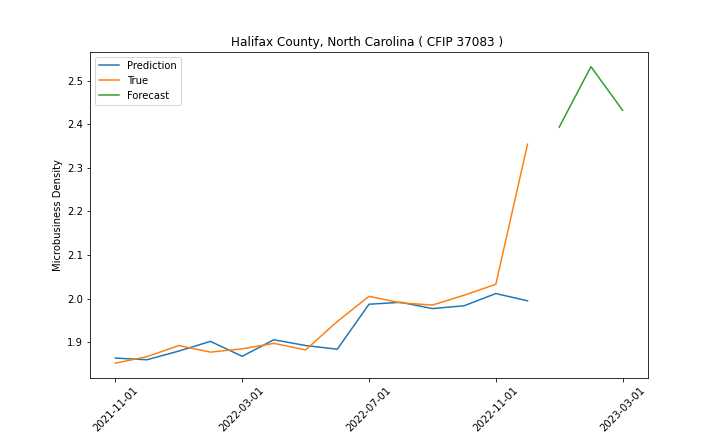 Halifax County, North Carolina ( CFIP 37083 )
Prediction
True
Forecast
Microbusiness Density
2.5
2.4
2.3
2.2
2.1
2.0
1.9
2021-11-01
2022-03-01
2022-07-01
2022-11-01
2023-03-01